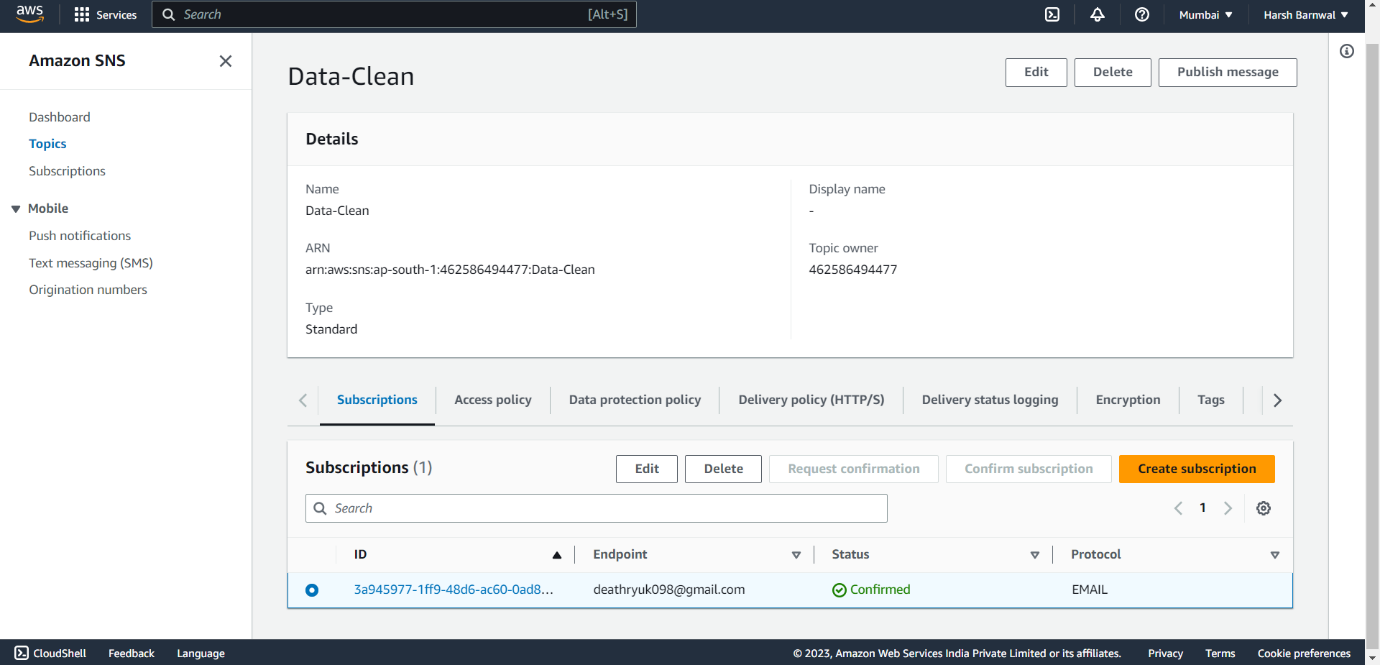 aws
Services
Search
[Alt+S]
Mumbai ▼
Harsh Barnwal ▼
Amazon SNS
Dashboard
Topics
Subscriptions
Mobile
Push notifications
Text messaging (SMS)
Origination numbers
Data-Clean
Edit
Delete
Publish message
Details
Name
Data-Clean
ARN
arn:aws:sns:ap-south-1:462586494477:Data-Clean
Type
Standard
Display name
-
Topic owner
462586494477
Subscriptions
Access policy
Data protection policy
Delivery policy (HTTP/S)
Delivery status logging
Encryption
Tags
Subscriptions (1)
Edit
Delete
Request confirmation
Confirm subscription
Create subscription
Search
1
ID
Endpoint
Status
Protocol
3a945977-1ff9-48d6-ac60-0ad8...
deathryuk098@gmail.com
Confirmed
EMAIL
CloudShell
Feedback
Language
© 2023, Amazon Web Services India Private Limited or its affiliates.
Privacy
Terms
Cookie preferences